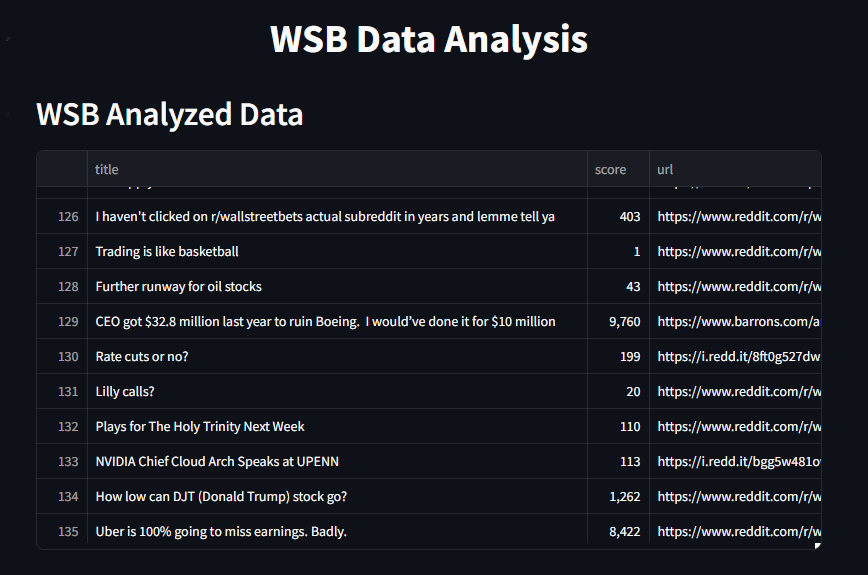 WSB Data Analysis
WSB Analyzed Data
title score url
126 I haven't clicked on r/wallstreetbets actual subreddit in years and lemme tell ya 403 https://www.reddit.com/r/w
127 Trading is like basketball 1 https://www.reddit.com/r/w
128 Further runway for oil stocks 43 https://www.reddit.com/r/w
129 CEO got $32.8 million last year to ruin Boeing.  I would’ve done it for $10 million 9,760 https://www.barrons.com/a
130 Rate cuts or no? 199 https://i.redd.it/8ft0g527dw
131 Lilly calls? 20 https://www.reddit.com/r/w
132 Plays for The Holy Trinity Next Week 110 https://www.reddit.com/r/w
133 NVIDIA Chief Cloud Arch Speaks at UPENN 113 https://i.redd.it/bgg5w481o
134 How low can DJT (Donald Trump) stock go? 1,262 https://www.reddit.com/r/w
135 Uber is 100% going to miss earnings. Badly. 8,422 https://www.reddit.com/r/w